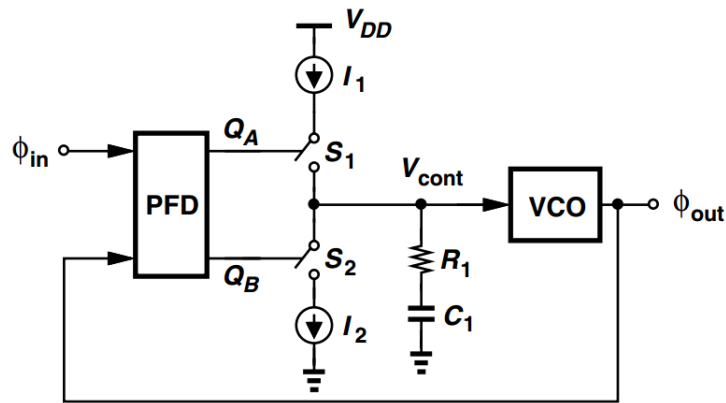 V_DD
I_1
Q_A
ϕ_in
S_1
V_cont
PFD
VCO
ϕ_out
S_2
R_1
Q_B
C_1
I_2